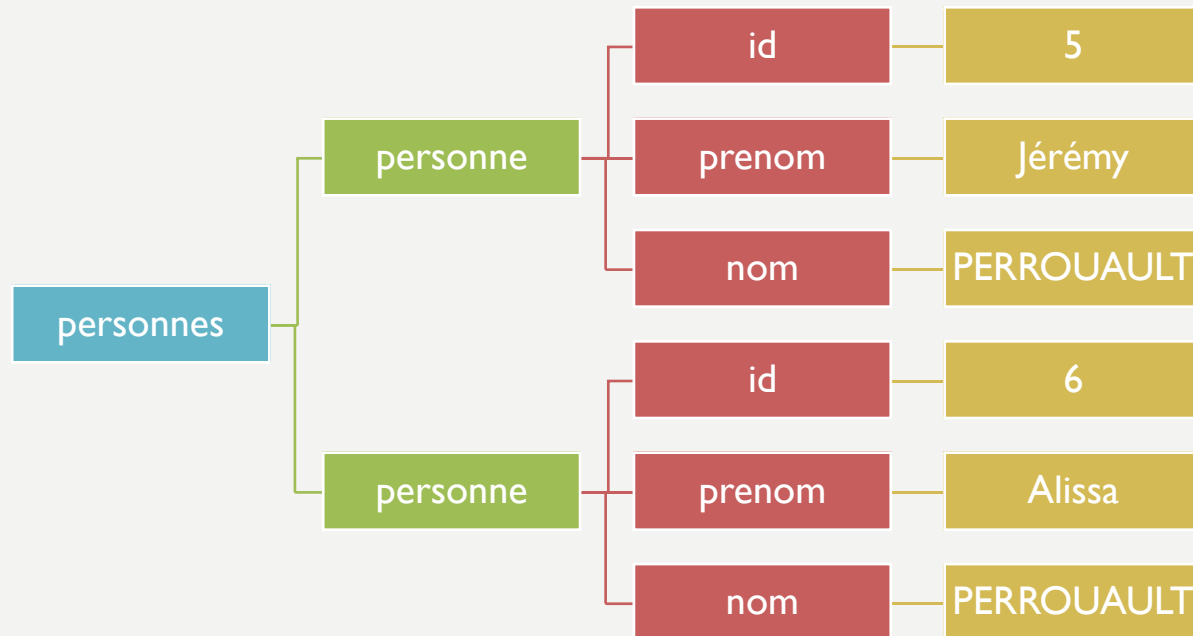 id
5
personne
prenom
Jérémy
nom
PERROUAULT
personnes
id
6
personne
prenom
Alissa
nom
PERROUAULT